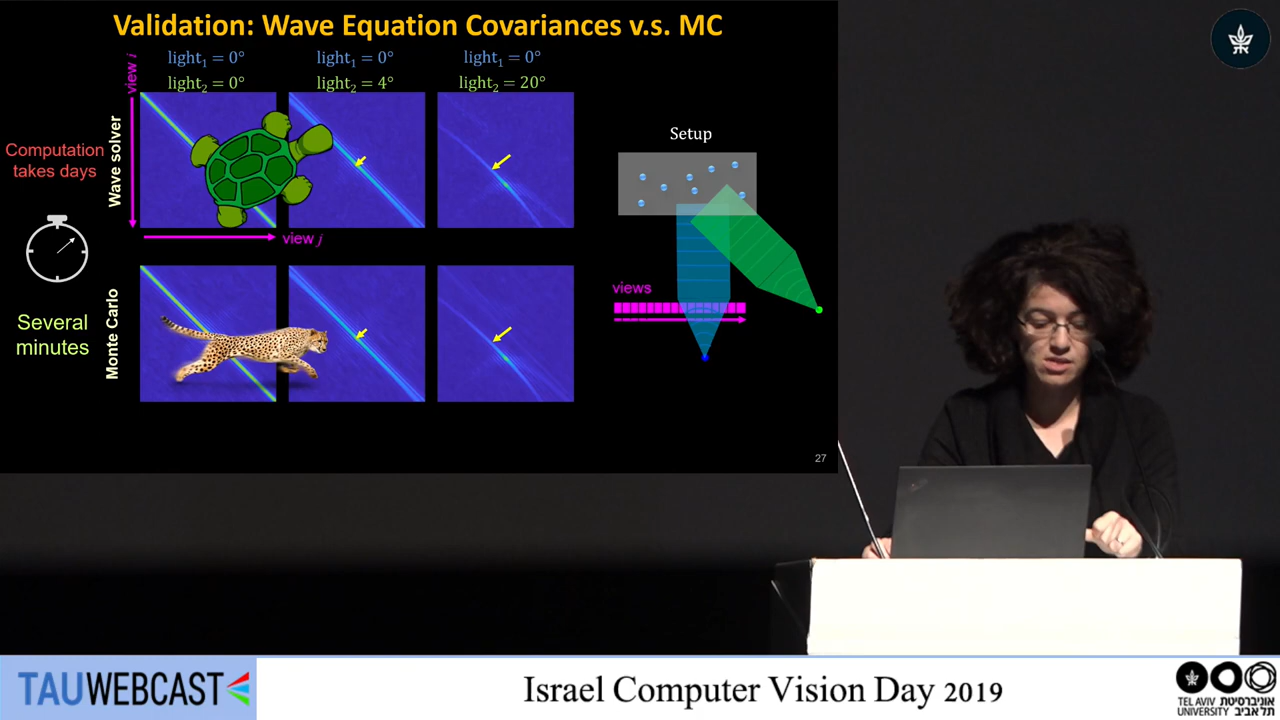 Validation: Wave Equation Covariances v.s. MC
light₁ = 0°
light₂ = 0°
light₁ = 0°
light₂ = 4°
light₁ = 0°
light₂ = 20°
view i
Wave solver
Computation
takes days
view j
Monte Carlo
Several
minutes
Setup
views
27
TAUWEBCAST
Israel Computer Vision Day 2019
TEL AVIV אוניברסיטת
UNIVERSITY תל אביב